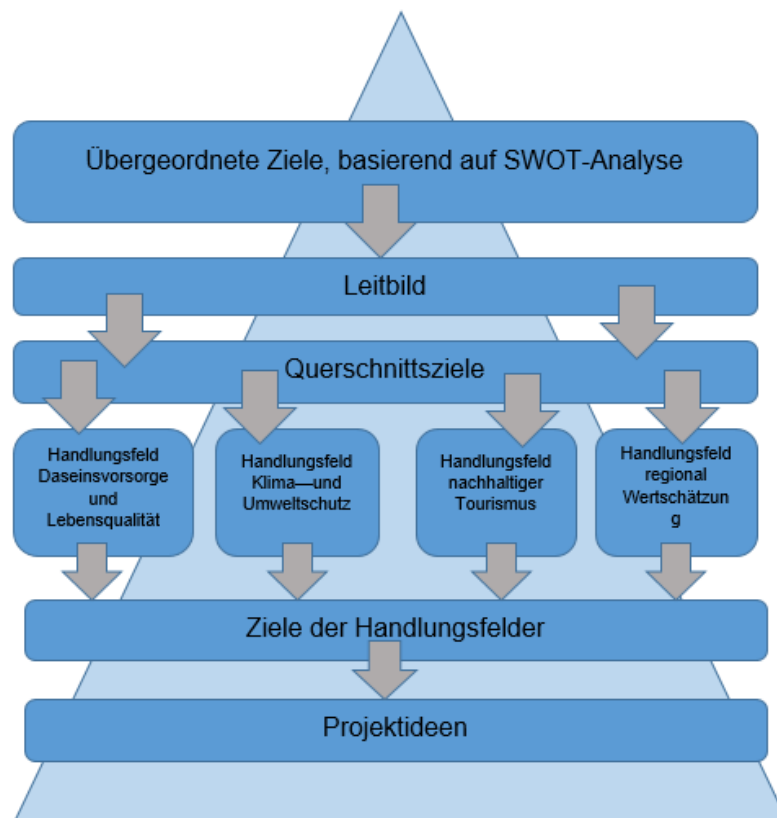 Übergeordnete Ziele, basierend auf SWOT-Analyse
Leitbild
Querschnittsziele
Handlungsfeld
Daseinsvorsorge
und
Lebensqualität
Handlungsfeld
Klima—und
Umweltschutz
Handlungsfeld
nachhaltiger
Tourismus
Handlungsfeld
regional
Wertschätzun
g
Ziele der Handlungsfelder
Projektideen